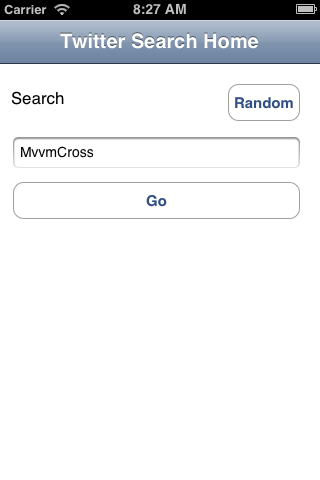 Carrier 8:27 AM
Twitter Search Home
Search Random
MvvmCross
Go